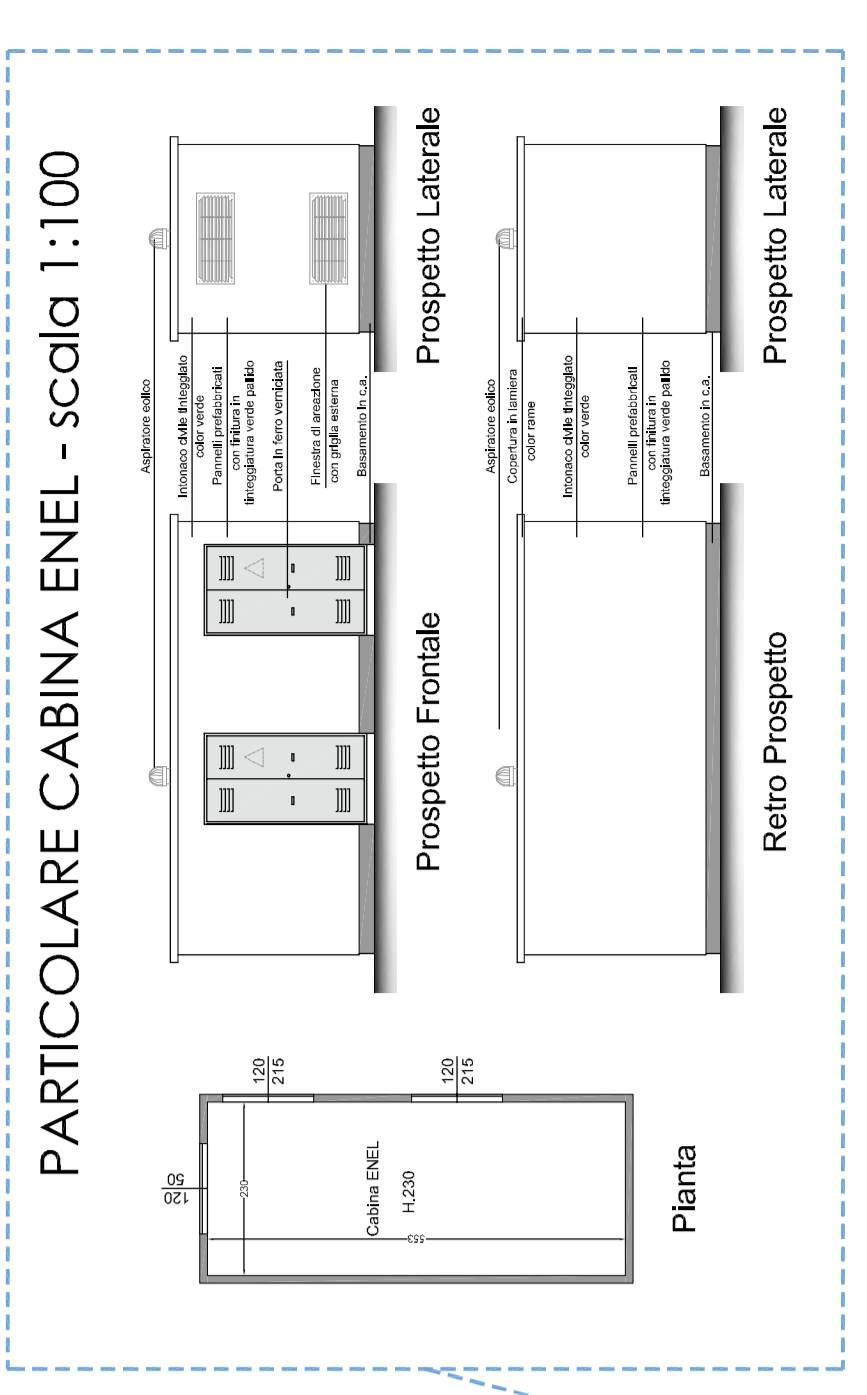 PARTICOLARE CABINA ENEL - scala 1:100
120
50
230
553
Cabina ENEL
H.230
120
215
120
215
Pianta
Aspiratore eolico
Intonaco civile tinteggiato
color verde
Pannelli prefabbricati
con finitura in
tinteggiatura verde pallido
Porta in ferro verniciata
Finestra di areazione
con griglia esterna
Basamento in c.a.
Prospetto Frontale
Prospetto Laterale
Aspiratore eolico
Copertura in lamiera
color rame
Intonaco civile tinteggiato
color verde
Pannelli prefabbricati
con finitura in
tinteggiatura verde pallido
Basamento in c.a.
Retro Prospetto
Prospetto Laterale